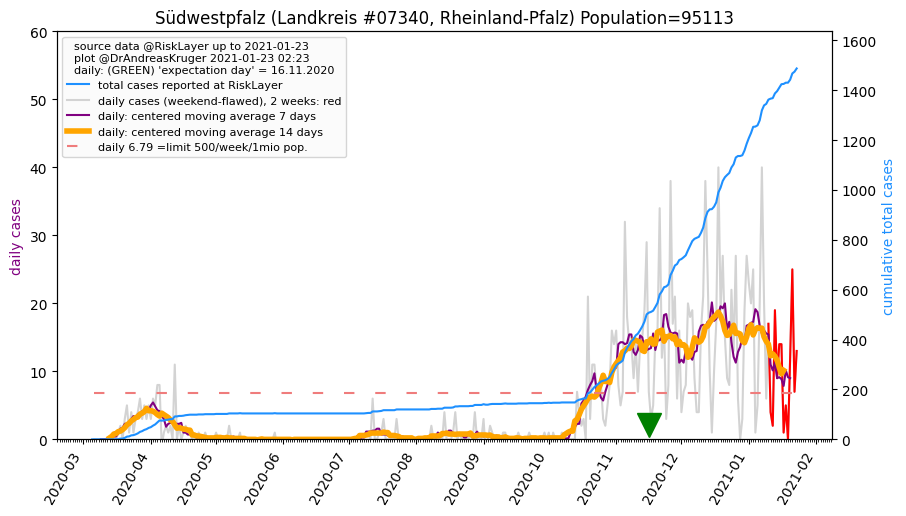 Südwestpfalz (Landkreis #07340, Rheinland-Pfalz) Population=95113
source data @RiskLayer up to 2021-01-23
plot @DrAndreasKruger 2021-01-23 02:23
daily: (GREEN) 'expectation day' = 16.11.2020
total cases reported at RiskLayer
daily cases (weekend-flawed), 2 weeks: red
daily: centered moving average 7 days
daily: centered moving average 14 days
daily 6.79 =limit 500/week/1mio pop.
daily cases
60
50
40
30
20
10
0
cumulative total cases
1600
1400
1200
1000
800
600
400
200
0
2020-03
2020-04
2020-05
2020-06
2020-07
2020-08
2020-09
2020-10
2020-11
2020-12
2021-01
2021-02